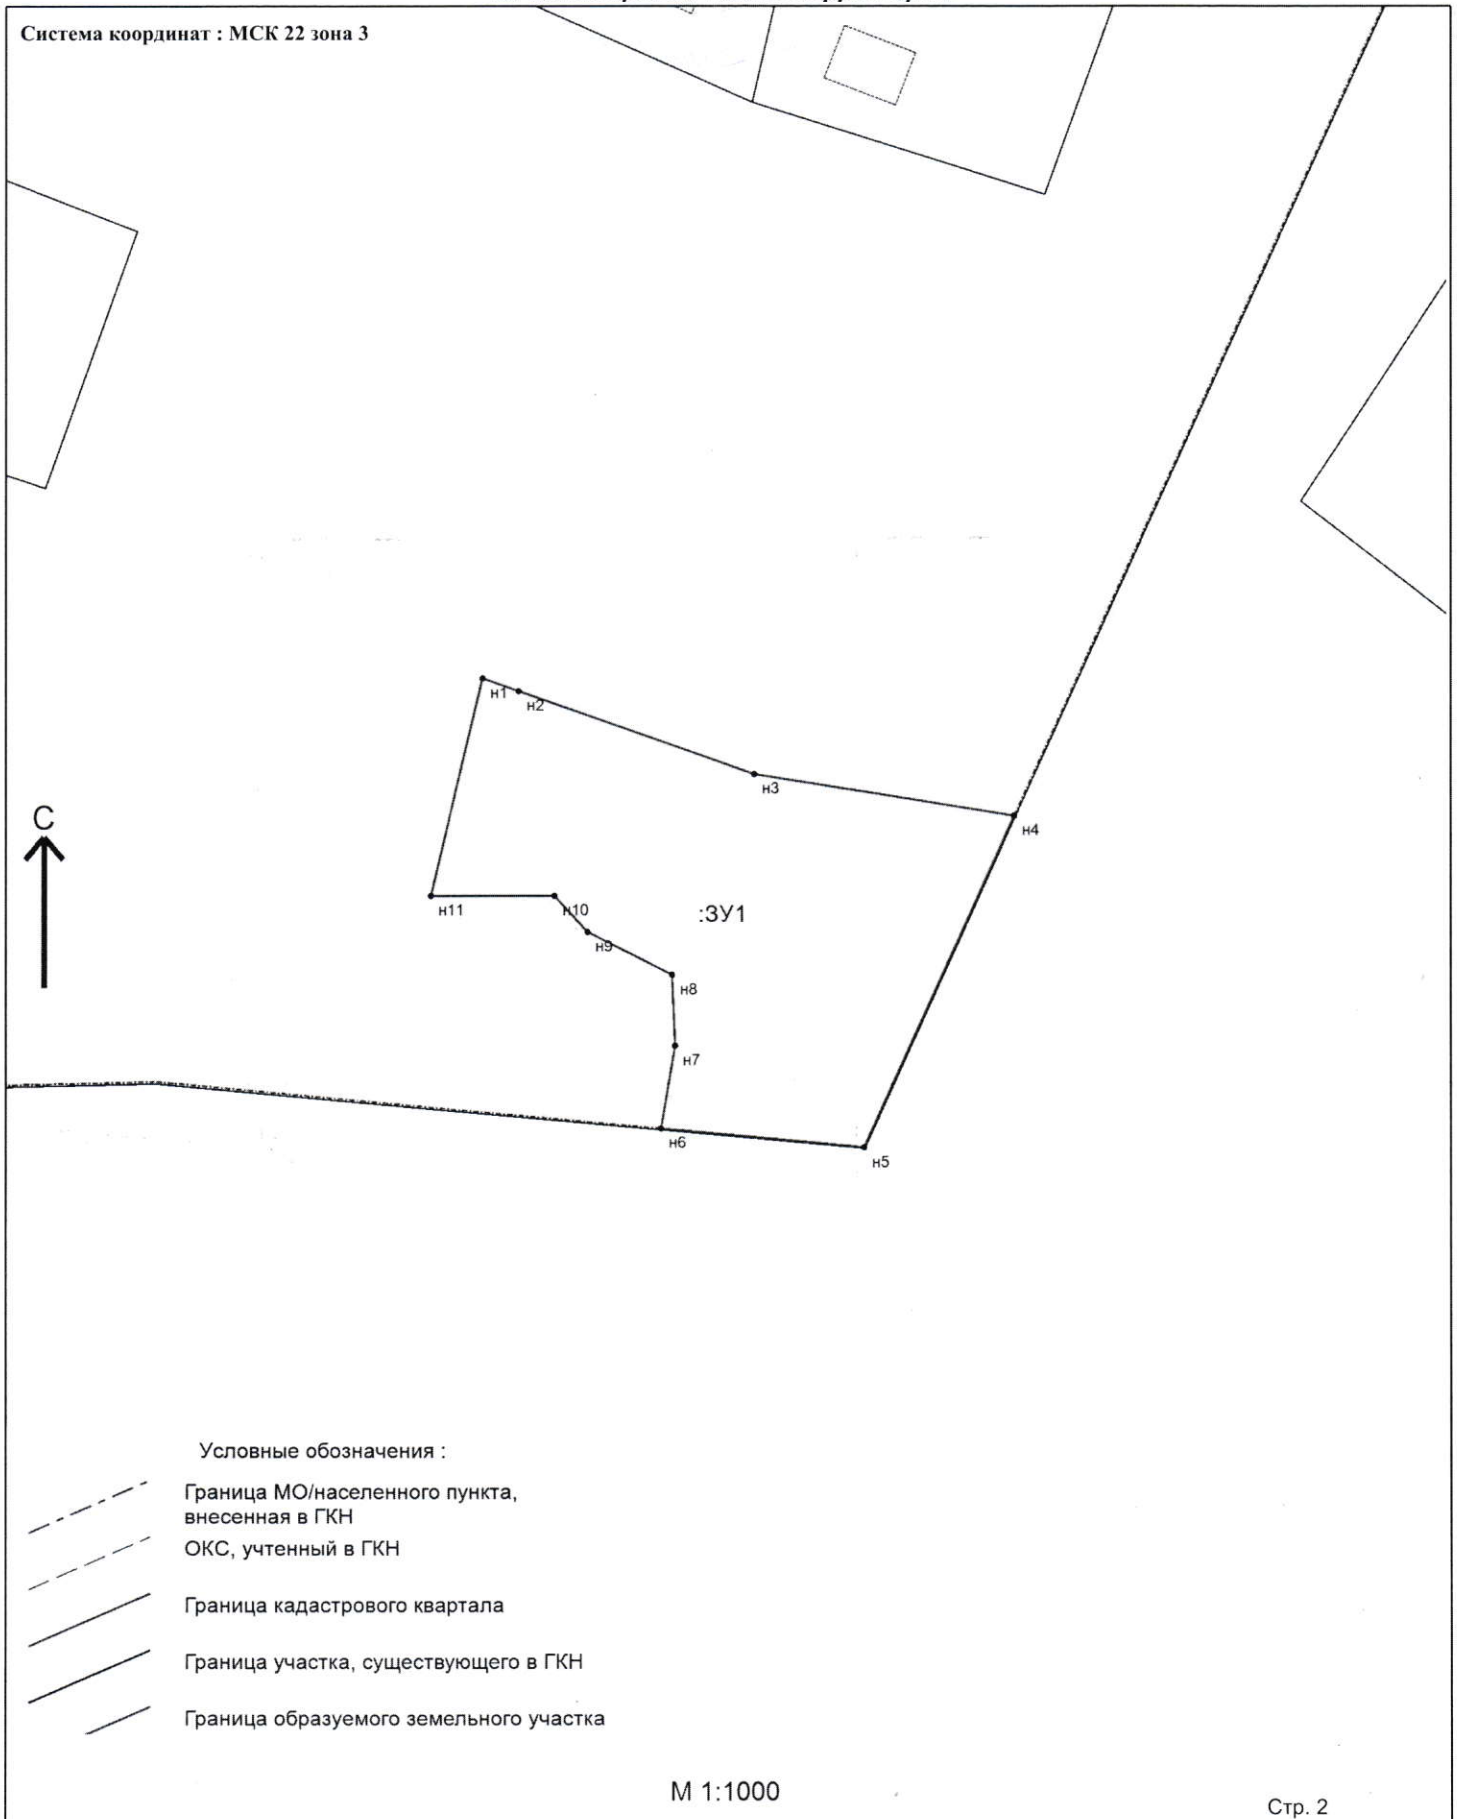 Система координат : МСК 22 зона 3
н1
н2
н3
н4
С
н11
н10
:ЗУ1
н9
н8
н7
н6
н5
Условные обозначения :
Граница МО/населенного пункта,
внесенная в ГКН
ОКС, учтенный в ГКН
Граница кадастрового квартала
Граница участка, существующего в ГКН
Граница образуемого земельного участка
М 1:1000
Стр. 2